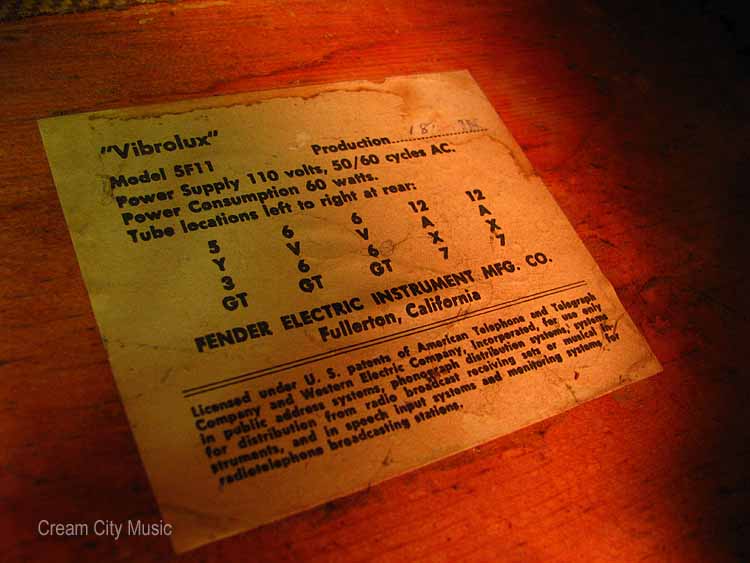 "Vibrolux" Production
Model 5F11
Power Supply 110 volts, 50/60 cycles AC.
Power Consumption 60 watts.
Tube locations left to right at rear:
5 6 6 12 12
Y V V A A
3 6 6 X X
GT GT GT 7 7
FENDER ELECTRIC INSTRUMENT MFG. CO.
Fullerton, California
Licensed under U. S. patents of American Telephone and Telegraph
Company and Western Electric Company, Incorporated, for use only
in public address systems, phonograph distribution systems, systems
for distribution from radio broadcast receiving sets or musical in-
struments, and in speech input systems and monitoring systems for
radiotelephone broadcasting stations.
Cream City Music